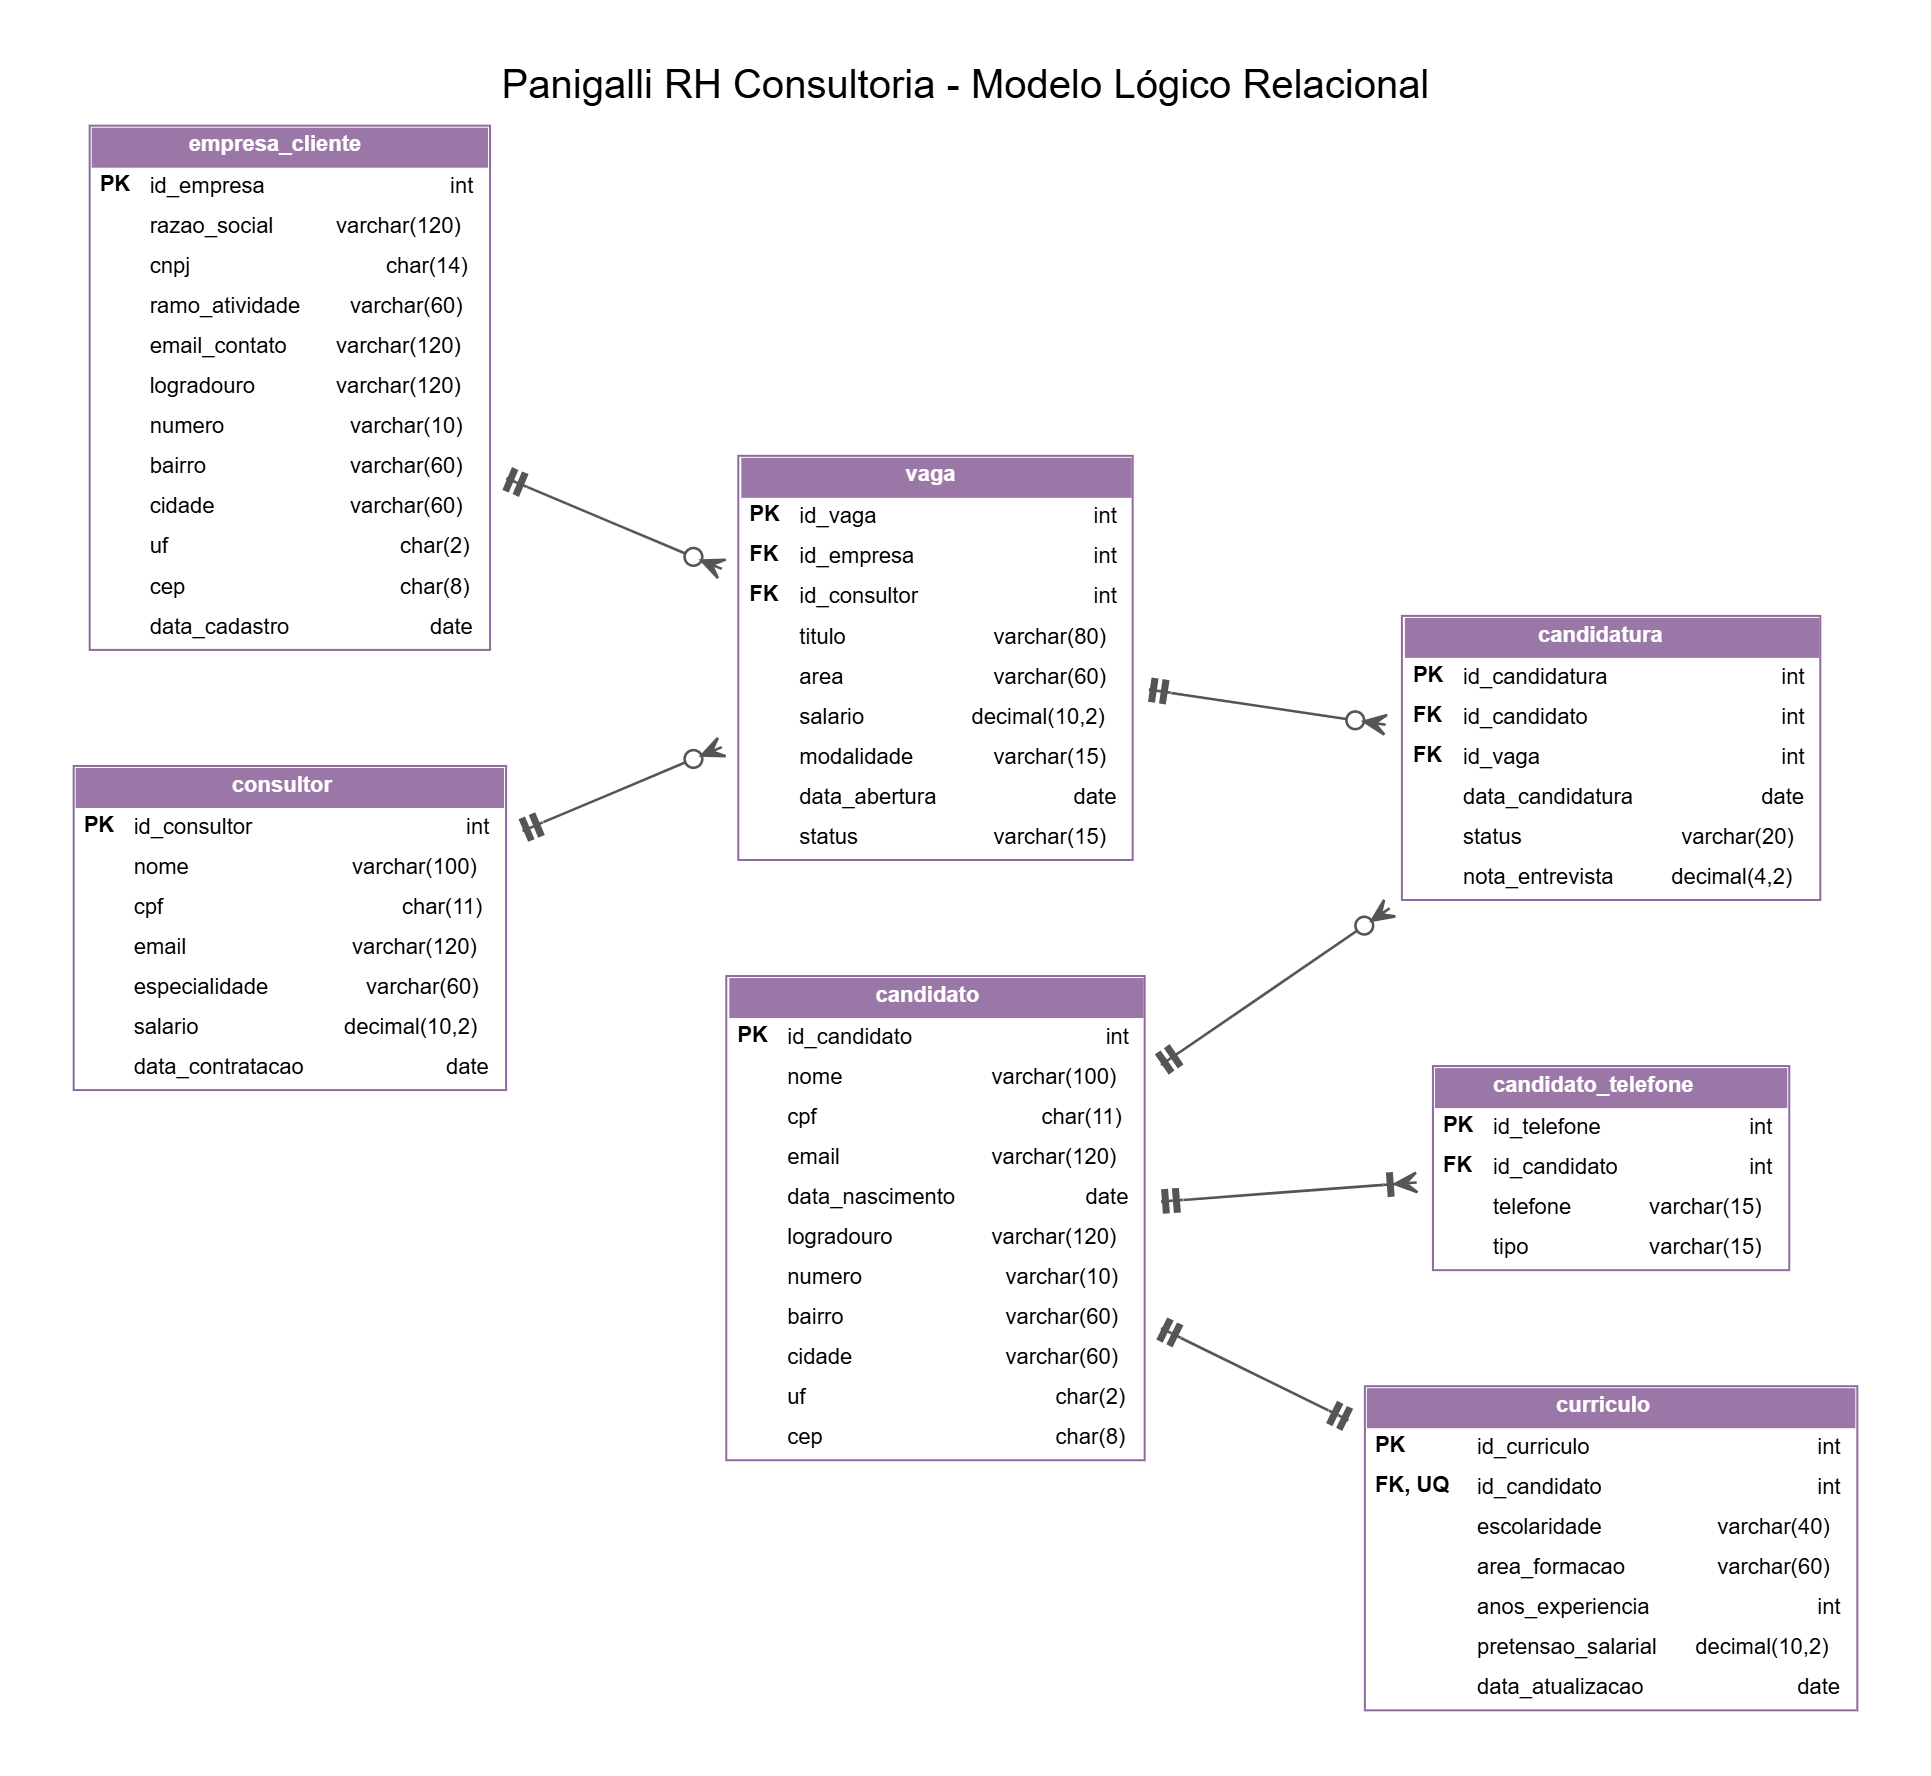 Panigalli RH Consultoria - Modelo Lógico Relacional
empresa_cliente
PK id_empresa int
razao_social varchar(120)
cnpj char(14)
ramo_atividade varchar(60)
email_contato varchar(120)
logradouro varchar(120)
numero varchar(10)
bairro varchar(60)
cidade varchar(60)
uf char(2)
cep char(8)
data_cadastro date
consultor
PK id_consultor int
nome varchar(100)
cpf char(11)
email varchar(120)
especialidade varchar(60)
salario decimal(10,2)
data_contratacao date
vaga
PK id_vaga int
FK id_empresa int
FK id_consultor int
titulo varchar(80)
area varchar(60)
salario decimal(10,2)
modalidade varchar(15)
data_abertura date
status varchar(15)
candidato
PK id_candidato int
nome varchar(100)
cpf char(11)
email varchar(120)
data_nascimento date
logradouro varchar(120)
numero varchar(10)
bairro varchar(60)
cidade varchar(60)
uf char(2)
cep char(8)
candidatura
PK id_candidatura int
FK id_candidato int
FK id_vaga int
data_candidatura date
status varchar(20)
nota_entrevista decimal(4,2)
candidato_telefone
PK id_telefone int
FK id_candidato int
telefone varchar(15)
tipo varchar(15)
curriculo
PK id_curriculo int
FK, UQ id_candidato int
escolaridade varchar(40)
area_formacao varchar(60)
anos_experiencia int
pretensao_salarial decimal(10,2)
data_atualizacao date